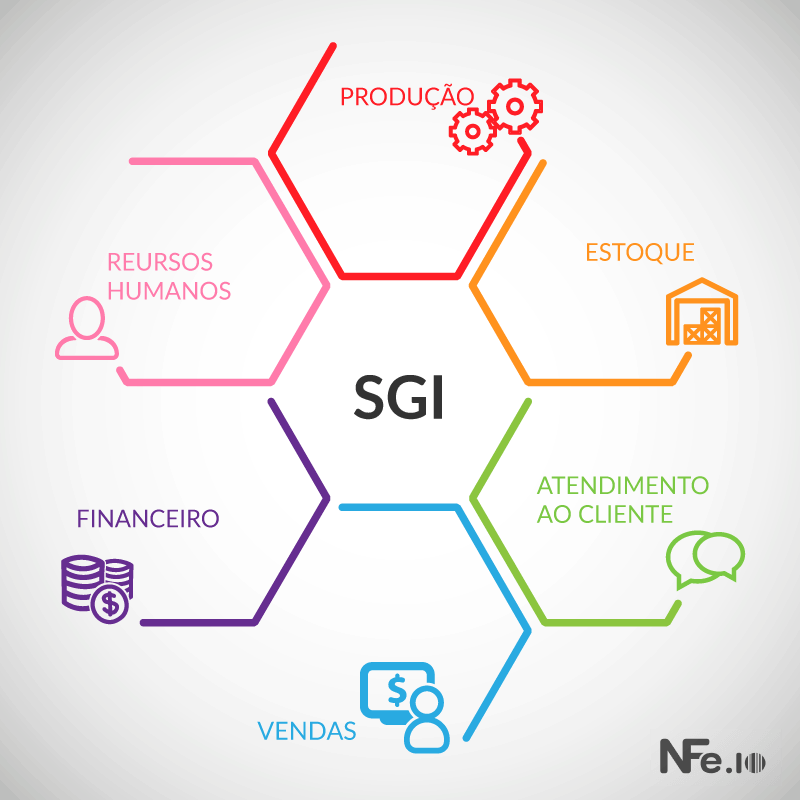 PRODUÇÃO
ESTOQUE
REURSOS
HUMANOS
SGI
ATENDIMENTO
AO CLIENTE
FINANCEIRO
$
$
VENDAS
NFe.io